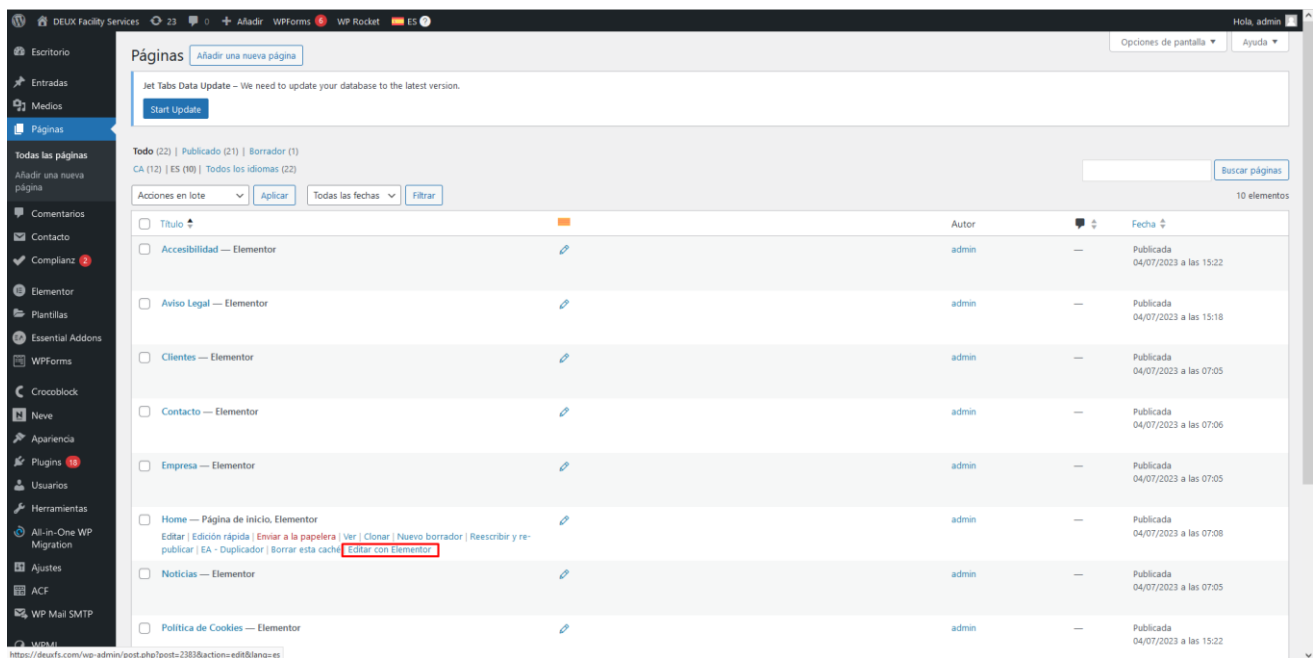 DEUX Facility Services 23 0 + Añadir WPForms 6 WP Rocket ES ? Hola, admin
Escritorio
Entradas
Medios
Páginas
Todas las páginas
Añadir una nueva
página
Comentarios
Contacto
Complianz 2
Elementor
Plantillas
Essential Addons
WPForms
Crocoblock
Neve
Apariencia
Plugins 18
Usuarios
Herramientas
All-in-One WP
Migration
Ajustes
ACF
WP Mail SMTP
WPML
Opciones de pantalla Ayuda
Páginas Añadir una nueva página
Jet Tabs Data Update – We need to update your database to the latest version.
Start Update
Todo (22) | Publicado (21) | Borrador (1)
CA (12) | ES (10) | Todos los idiomas (22)
Buscar páginas
Acciones en lote Aplicar Todas las fechas Filtrar 10 elementos
Título Autor Fecha
Accesibilidad — Elementor admin — Publicada
04/07/2023 a las 15:22
Aviso Legal — Elementor admin — Publicada
04/07/2023 a las 15:18
Clientes — Elementor admin — Publicada
04/07/2023 a las 07:05
Contacto — Elementor admin — Publicada
04/07/2023 a las 07:06
Empresa — Elementor admin — Publicada
04/07/2023 a las 07:05
Home — Página de inicio, Elementor admin — Publicada
04/07/2023 a las 07:08
Editar | Edición rápida | Enviar a la papelera | Ver | Clonar | Nuevo borrador | Reescribir y re-
publicar | EA - Duplicador | Borrar esta caché | Editar con Elementor
Noticias — Elementor admin — Publicada
04/07/2023 a las 07:05
Política de Cookies — Elementor admin — Publicada
04/07/2023 a las 15:22
https://deuxfs.com/wp-admin/post.php?post=2383&action=edit&lang=es